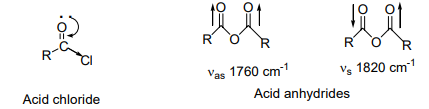 O O O O O
R C Cl R O R R O R
νas 1760 cm-1 νs 1820 cm-1
Acid chloride Acid anhydrides